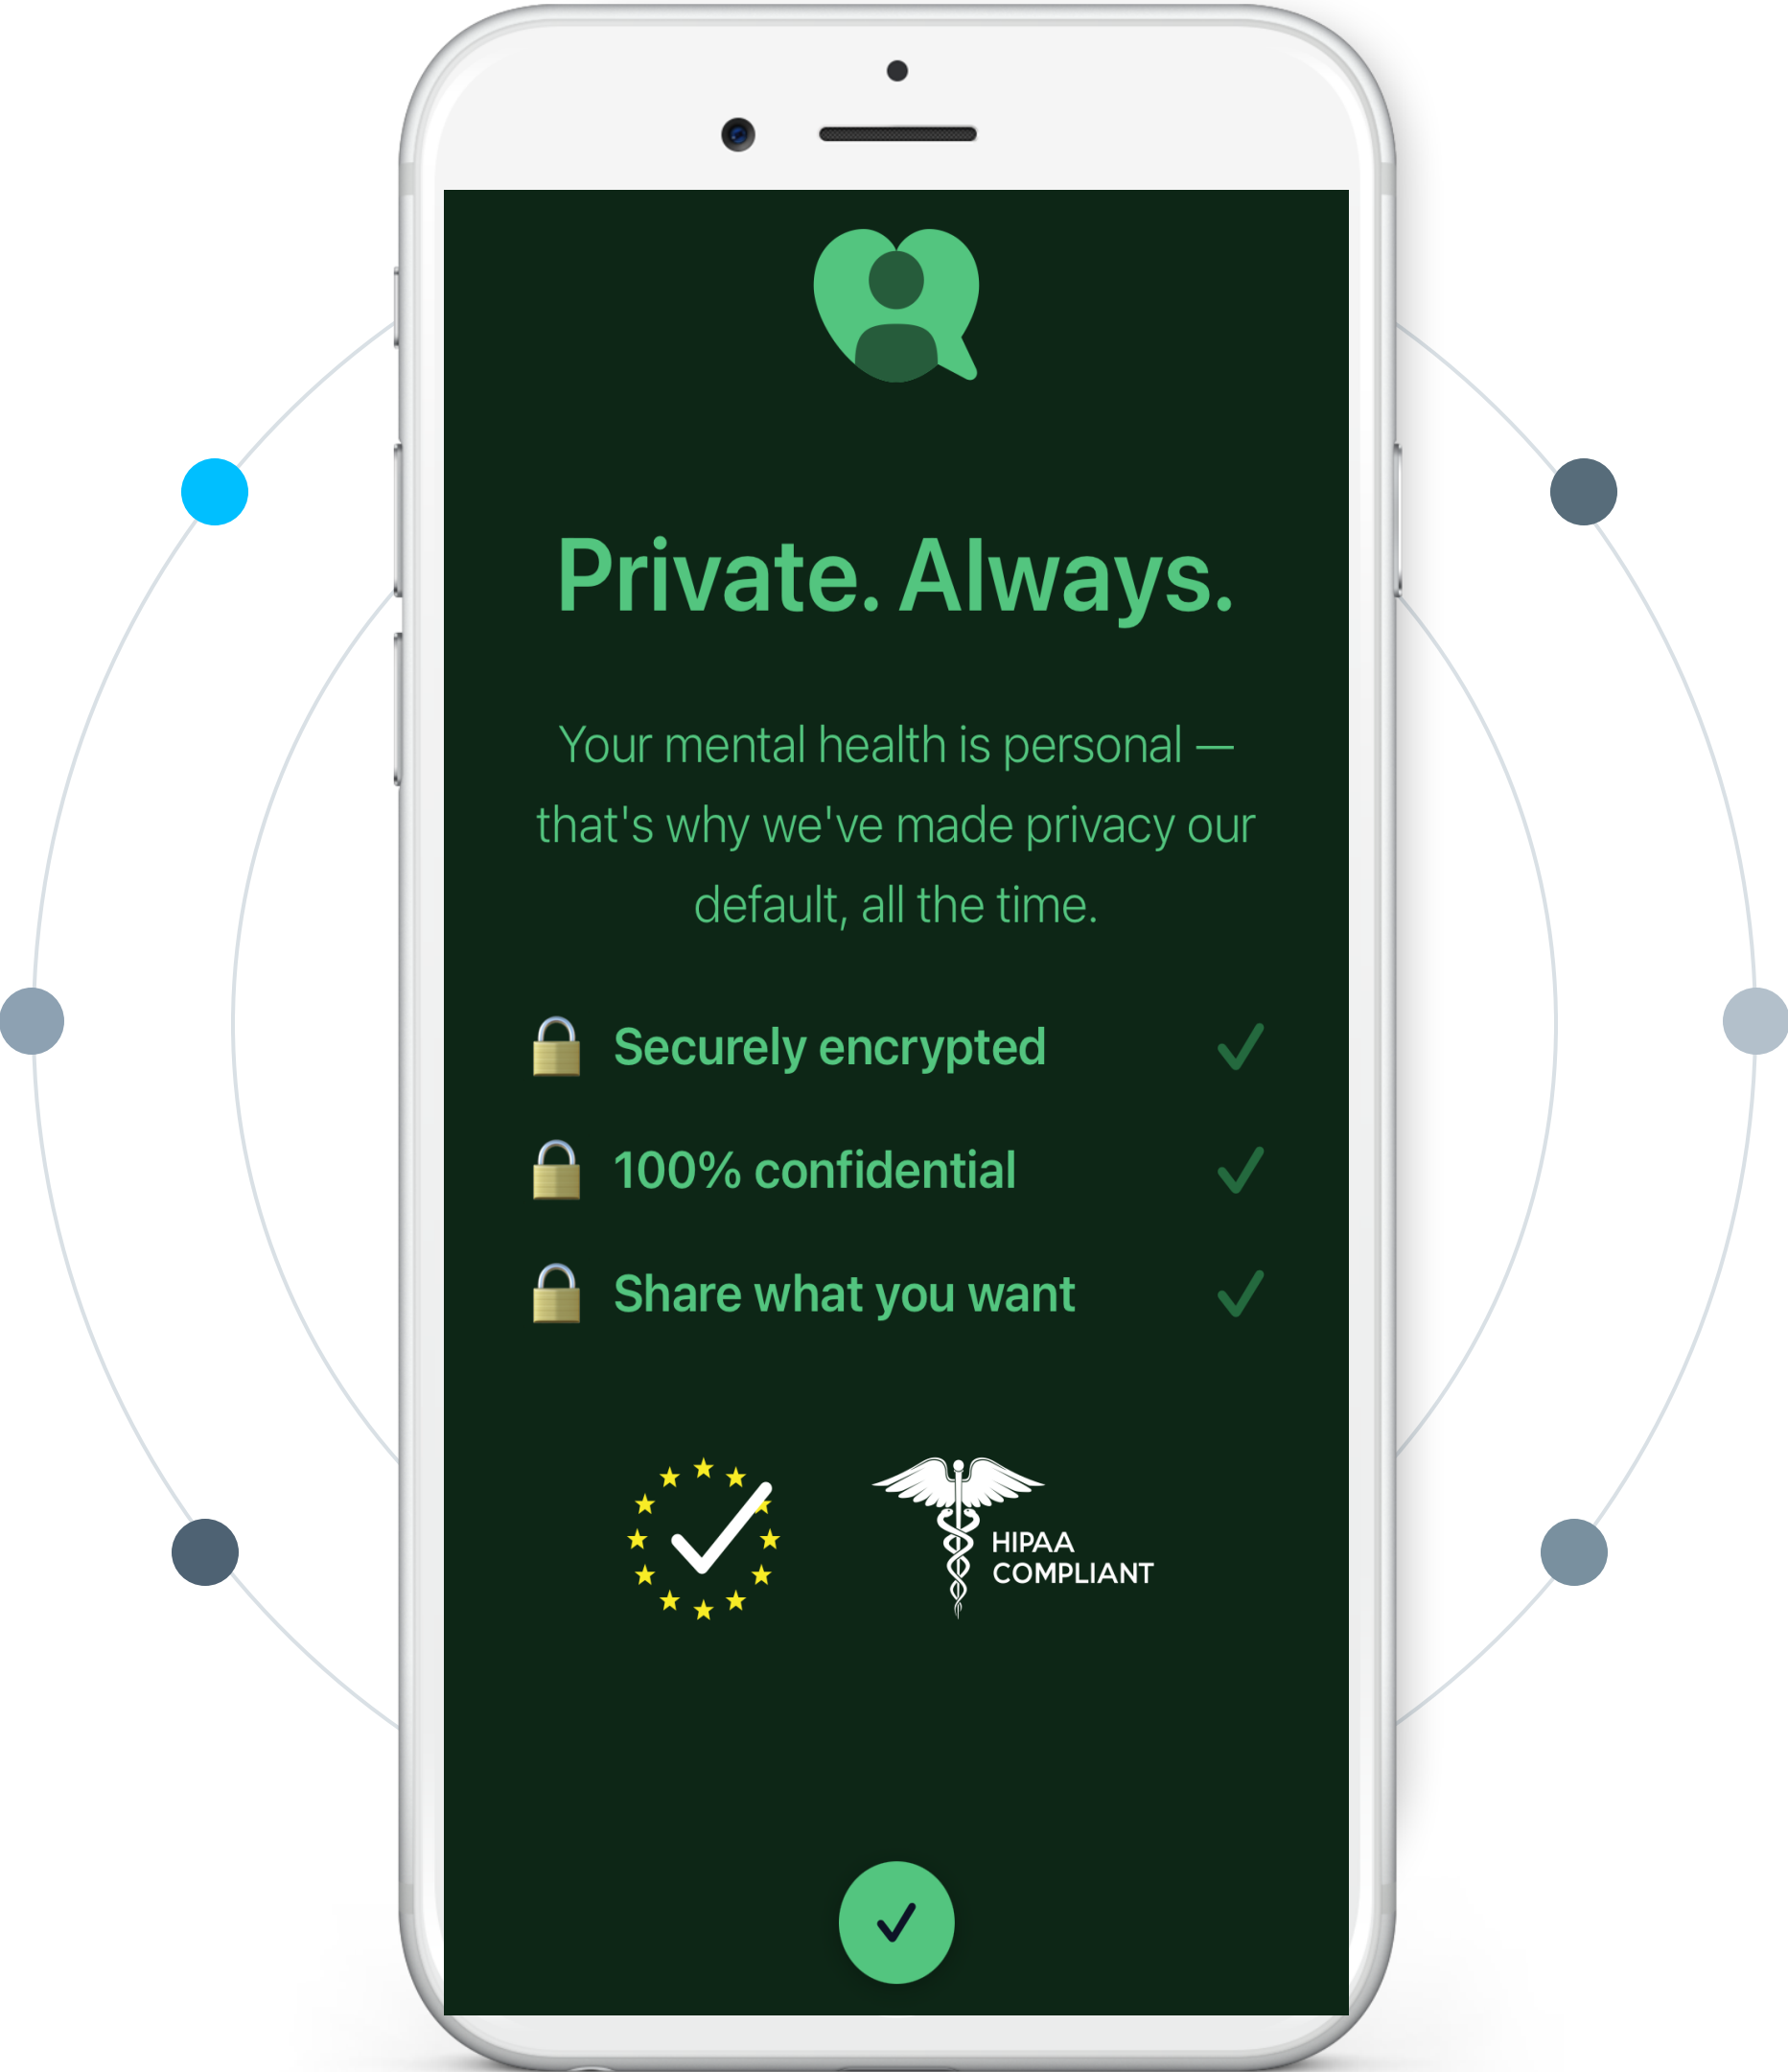 Private. Always.
Your mental health is personal —
that's why we've made privacy our
default, all the time.
Securely encrypted
100% confidential
Share what you want
HIPAA
COMPLIANT